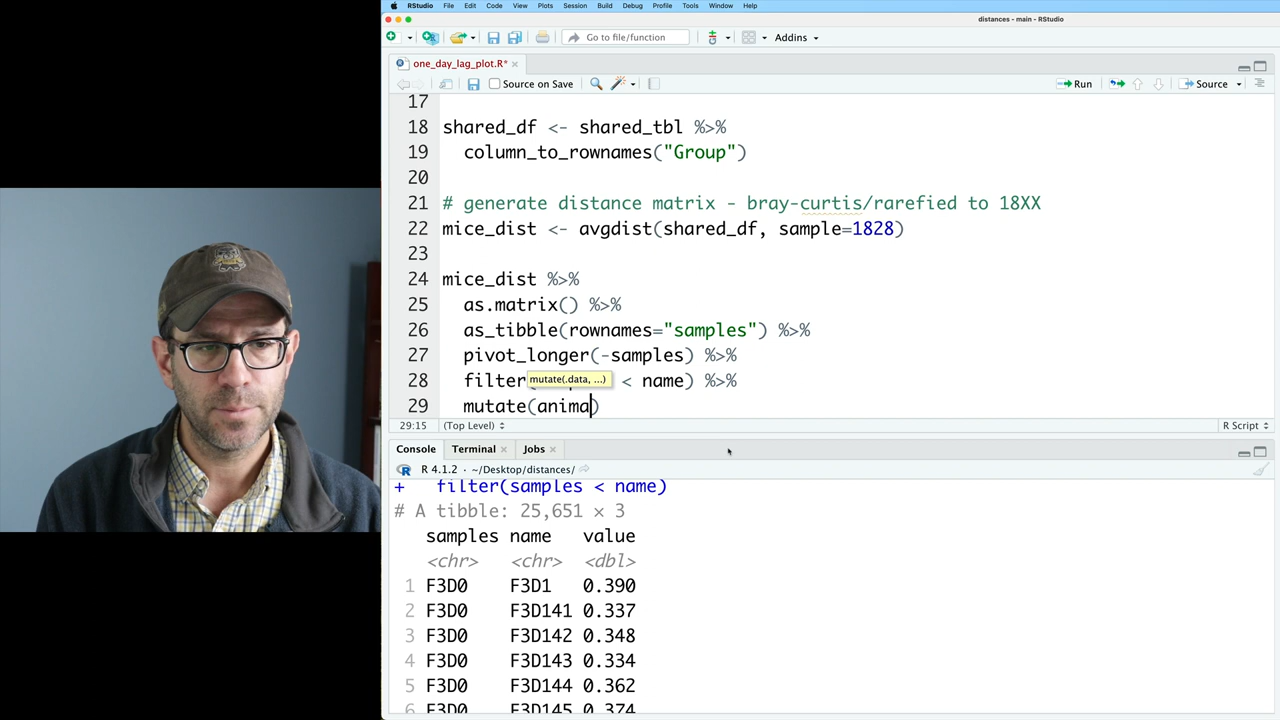 RStudio File Edit Code View Plots Session Build Debug Profile Tools Window Help
distances - main - RStudio
Go to file/function
Addins
one_day_lag_plot.R*
Source on Save
Run
Source
17
18 shared_df <- shared_tbl %>%
19 column_to_rownames("Group")
20
21 # generate distance matrix - bray-curtis/rarefied to 18XX
22 mice_dist <- avgdist(shared_df, sample=1828)
23
24 mice_dist %>%
25 as.matrix() %>%
26 as_tibble(rownames="samples") %>%
27 pivot_longer(-samples) %>%
mutate(.data, ...)
28 filter( < name) %>%
29 mutate(anima)
29:15 (Top Level) R Script
Console Terminal Jobs
R 4.1.2 · ~/Desktop/distances/
+ filter(samples < name)
# A tibble: 25,651 × 3
samples name value
<chr> <chr> <dbl>
1 F3D0 F3D1 0.390
2 F3D0 F3D141 0.337
3 F3D0 F3D142 0.348
4 F3D0 F3D143 0.334
5 F3D0 F3D144 0.362
6 F3D0 F3D145 0.374